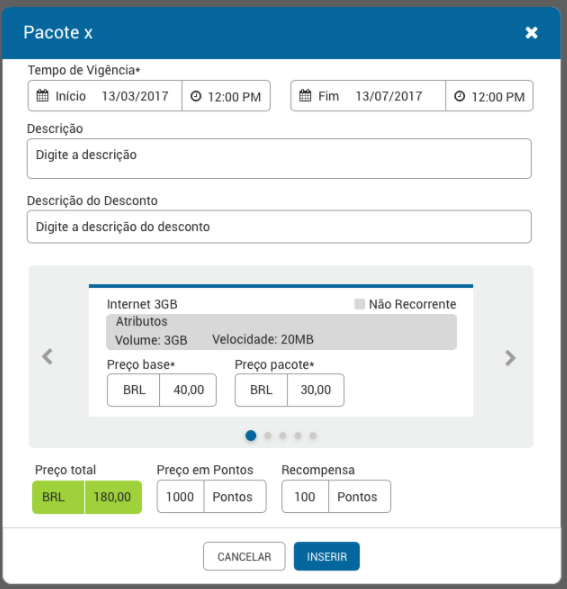 Pacote x
Tempo de Vigência*
Início 13/03/2017 12:00 PM Fim 13/07/2017 12:00 PM
Descrição
Digite a descrição
Descrição do Desconto
Digite a descrição do desconto
Internet 3GB Não Recorrente
Atributos
Volume: 3GB Velocidade: 20MB
Preço base* Preço pacote*
BRL 40,00 BRL 30,00
Preço total Preço em Pontos Recompensa
BRL 180,00 1000 Pontos 100 Pontos
CANCELAR INSERIR